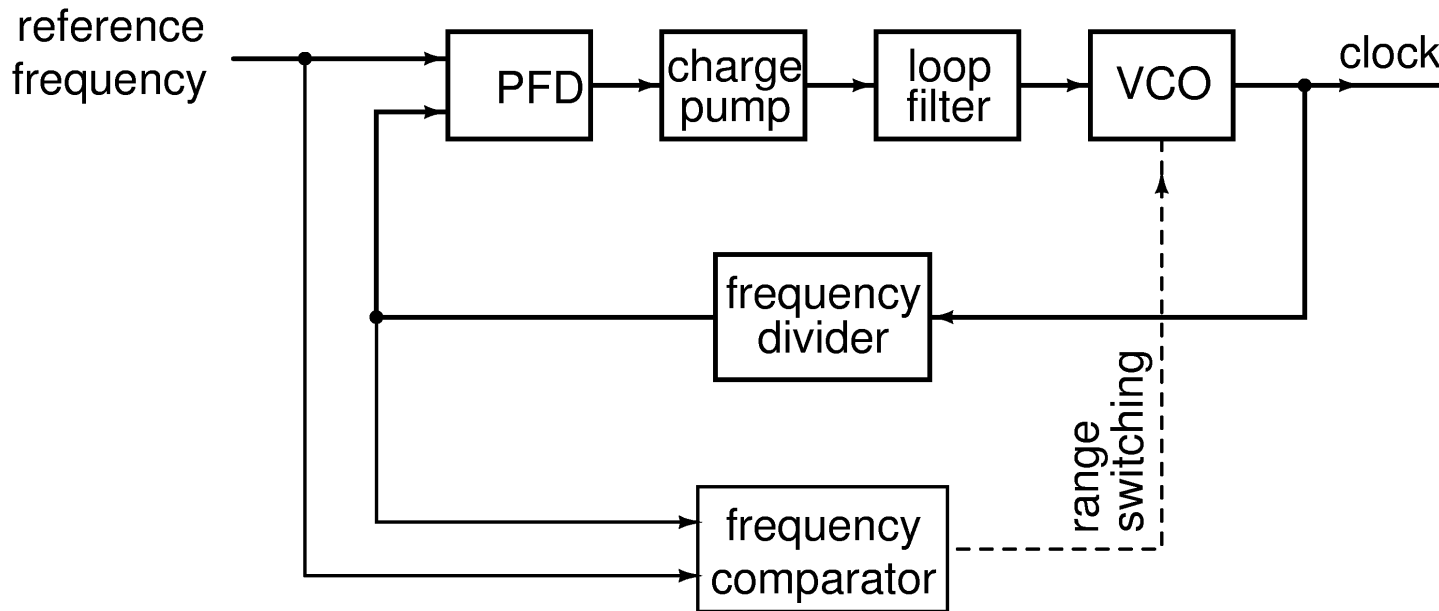 reference
frequency
PFD
charge
pump
loop
filter
VCO
clock
frequency
divider
range
switching
frequency
comparator